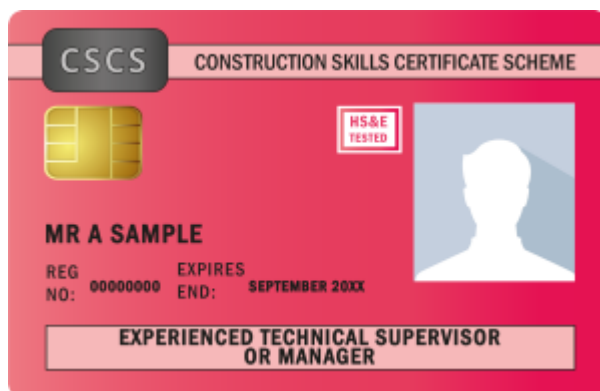 CSCS
CONSTRUCTION SKILLS CERTIFICATE SCHEME
HS&E
TESTED
MR A SAMPLE
REG NO: 00000000 EXPIRES END: SEPTEMBER 20XX
EXPERIENCED TECHNICAL SUPERVISOR
OR MANAGER